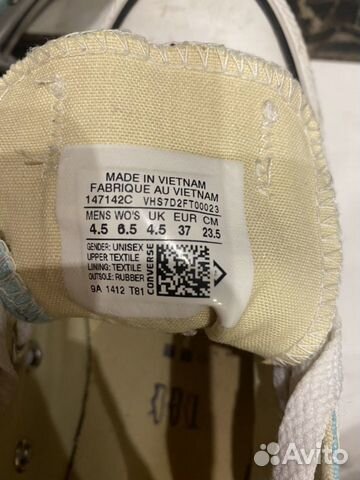 MADE IN VIETNAM
FABRIQUE AU VIETNAM
147142C VHS7D2FT00023
MENS WO'S UK EUR CM
4.5 6.5 4.5 37 23.5
GENDER: UNISEX
UPPER TEXTILE
LINING: TEXTILE
OUTSOLE: RUBBER
9A 1412 T81
CONVERSE
Avito